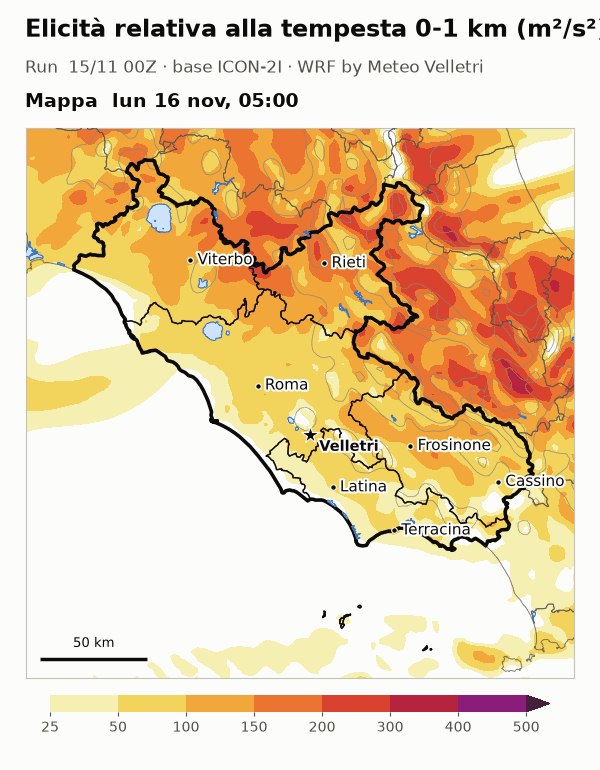 Elicità relativa alla tempesta 0-1 km (m²/s²)
Run 15/11 00Z · base ICON-2I · WRF by Meteo Velletri
Mappa lun 16 nov, 05:00
Viterbo
Rieti
Roma
Velletri
Frosinone
Latina
Cassino
Terracina
50 km
25 50 100 150 200 300 400 500